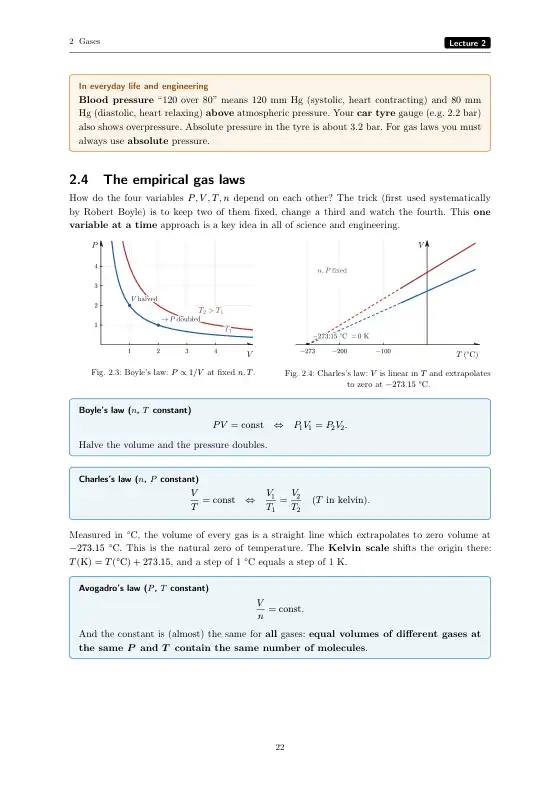 2 Gases
Lecture 2
In everyday life and engineering
Blood pressure “120 over 80” means 120 mm Hg (systolic, heart contracting) and 80 mm
Hg (diastolic, heart relaxing) above atmospheric pressure. Your car tyre gauge (e.g. 2.2 bar)
also shows overpressure. Absolute pressure in the tyre is about 3.2 bar. For gas laws you must
always use absolute pressure.
2.4 The empirical gas laws
How do the four variables P, V, T, n depend on each other? The trick (first used systematically
by Robert Boyle) is to keep two of them fixed, change a third and watch the fourth. This one
variable at a time approach is a key idea in all of science and engineering.
P
4
3
2
1
V halved
→ P doubled
T₂ > T₁
T₁
1 2 3 4
V
Fig. 2.3: Boyle’s law: P ∝ 1/V at fixed n, T.
V
n, P fixed
−273.15 °C = 0 K
−273 −200 −100
T (°C)
Fig. 2.4: Charles’s law: V is linear in T and extrapolates
to zero at −273.15 °C.
Boyle’s law (n, T constant)
PV = const ⇔ P₁V₁ = P₂V₂.
Halve the volume and the pressure doubles.
Charles’s law (n, P constant)
V/T = const ⇔ V₁/T₁ = V₂/T₂ (T in kelvin).
Measured in °C, the volume of every gas is a straight line which extrapolates to zero volume at
−273.15 °C. This is the natural zero of temperature. The Kelvin scale shifts the origin there:
T(K) = T(°C) + 273.15, and a step of 1 °C equals a step of 1 K.
Avogadro’s law (P, T constant)
V/n = const.
And the constant is (almost) the same for all gases: equal volumes of different gases at
the same P and T contain the same number of molecules.
22